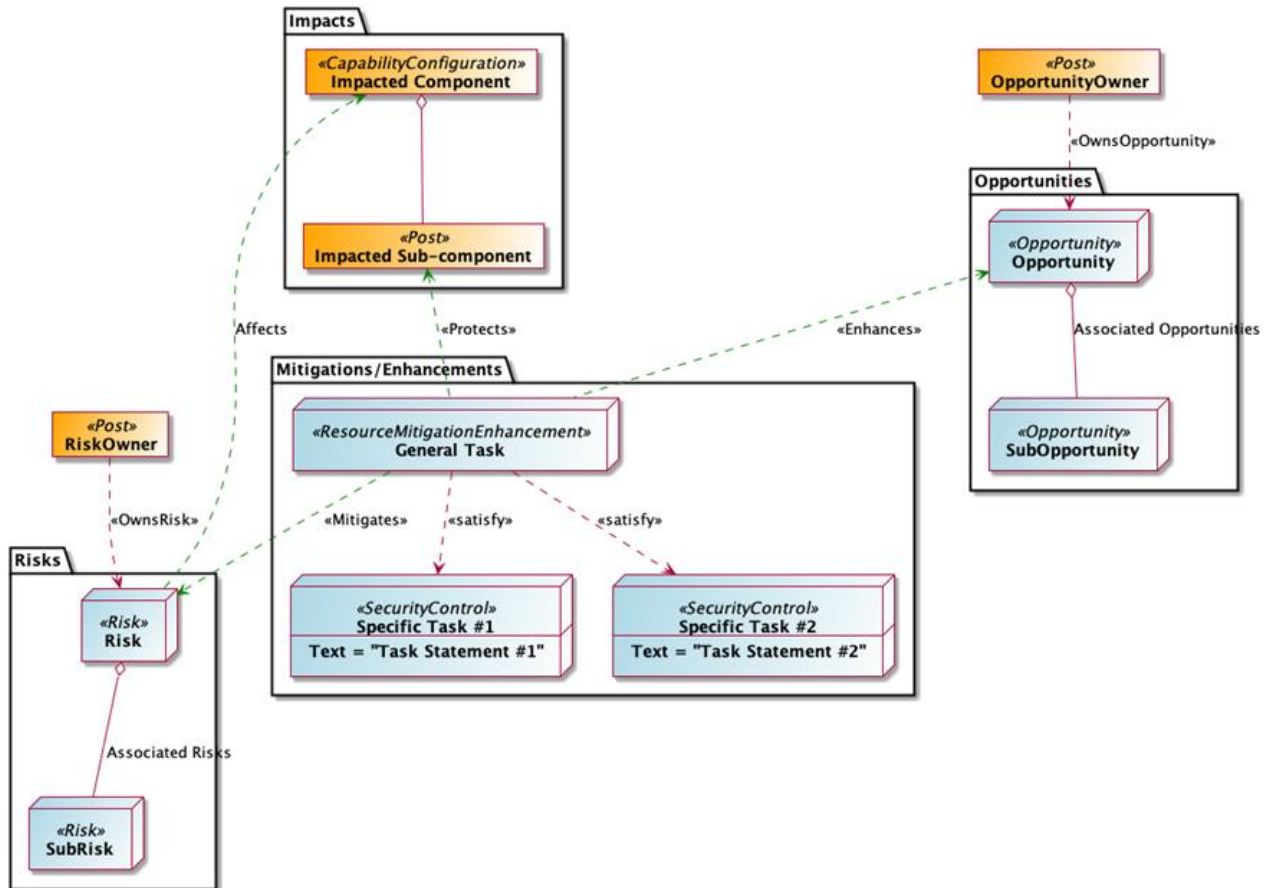 Impacts
«CapabilityConfiguration»
Impacted Component
«Post»
OpportunityOwner
«OwnsOpportunity»
Opportunities
«Opportunity»
Opportunity
«Post»
Impacted Sub-component
Affects
«Protects»
«Enhances»
Associated Opportunities
Mitigations/Enhancements
«ResourceMitigationEnhancement»
General Task
«Opportunity»
SubOpportunity
«Post»
RiskOwner
«OwnsRisk»
«Mitigates»
«satisfy»
«satisfy»
Risks
«Risk»
Risk
«SecurityControl»
Specific Task #1
Text = "Task Statement #1"
«SecurityControl»
Specific Task #2
Text = "Task Statement #2"
Associated Risks
«Risk»
SubRisk